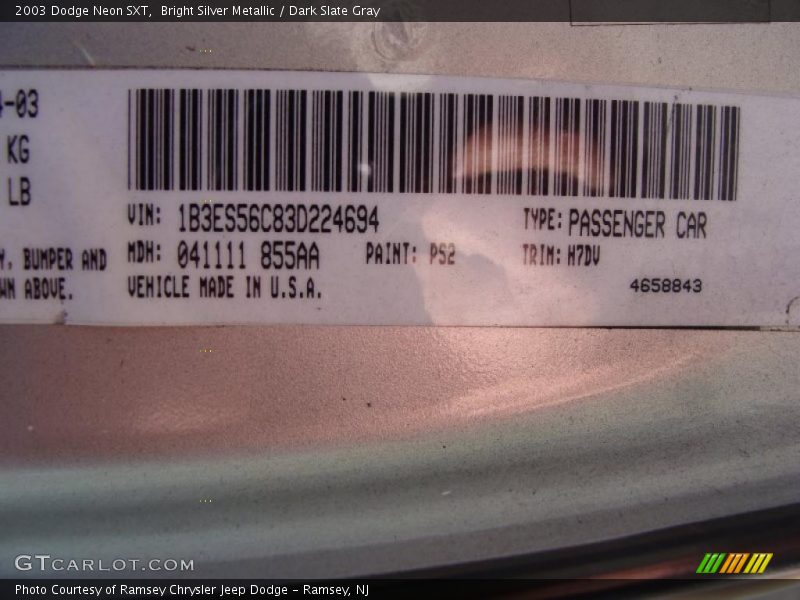 2003 Dodge Neon SXT,  Bright Silver Metallic / Dark Slate Gray
-03
KG
LB
VIN: 1B3ES56C83D224694 TYPE: PASSENGER CAR
BUMPER AND MDH: 041111 855AA PAINT: PS2 TRIM: H7DV
ABOVE. VEHICLE MADE IN U.S.A. 4658843
GTCARLOT.COM
Photo Courtesy of Ramsey Chrysler Jeep Dodge – Ramsey, NJ